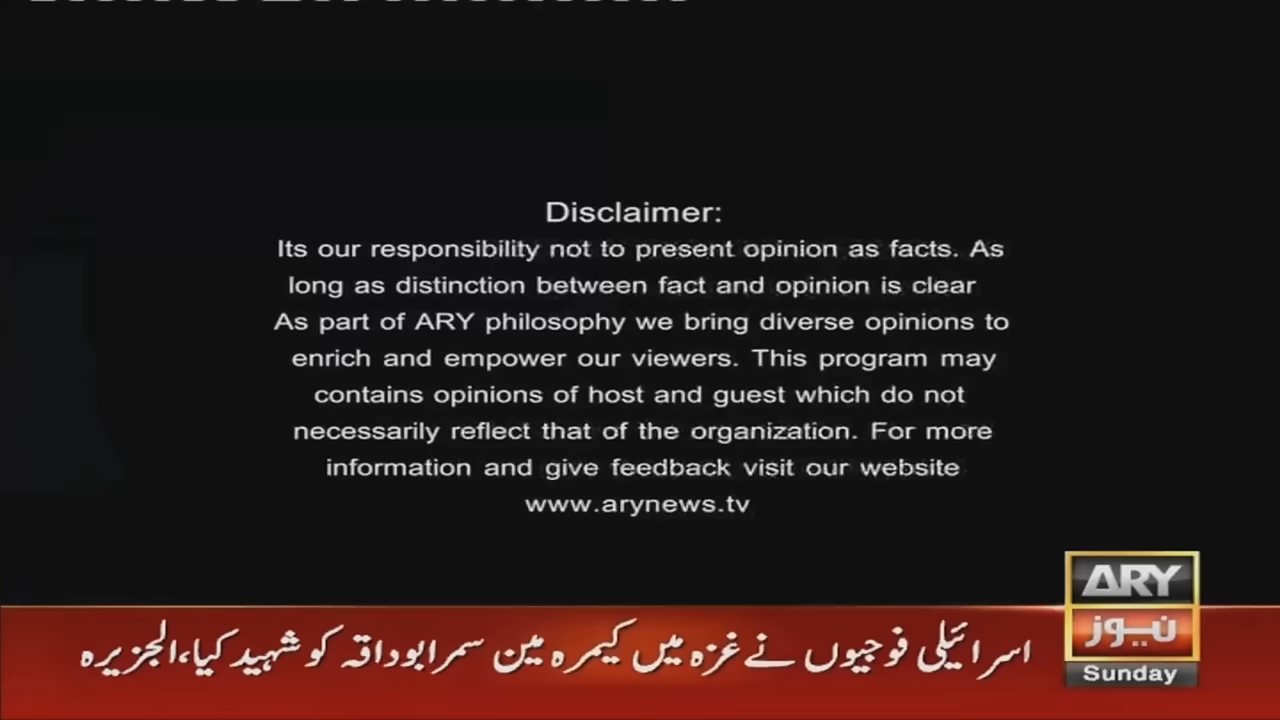 Disclaimer:
Its our responsibility not to present opinion as facts. As
long as distinction between fact and opinion is clear
As part of ARY philosophy we bring diverse opinions to
enrich and empower our viewers. This program may
contains opinions of host and guest which do not
necessarily reflect that of the organization. For more
information and give feedback visit our website
www.arynews.tv
ARY
نیوز
Sunday
اسرائیلی فوجیوں نے غزہ میں کیمرہ مین سمر ابوداقہ کو شہید کیا،الجزیرہ